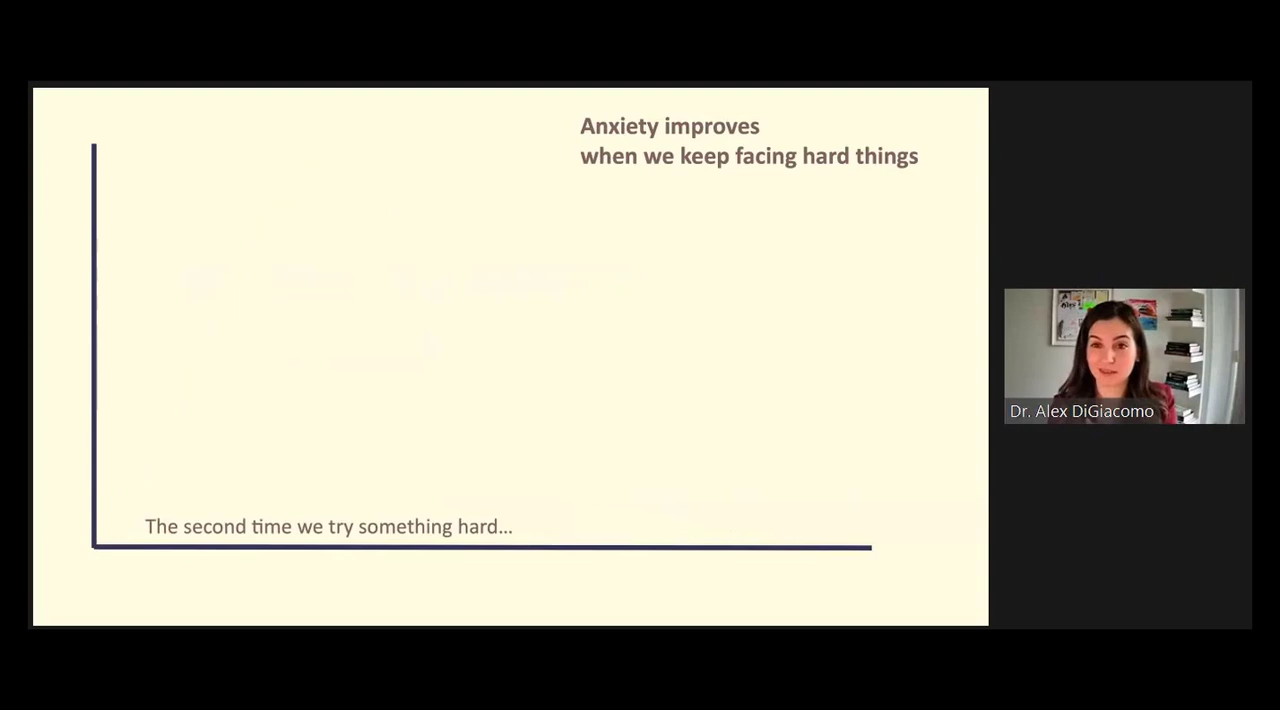 Anxiety improves
when we keep facing hard things
The second time we try something hard...
Dr. Alex DiGiacomo